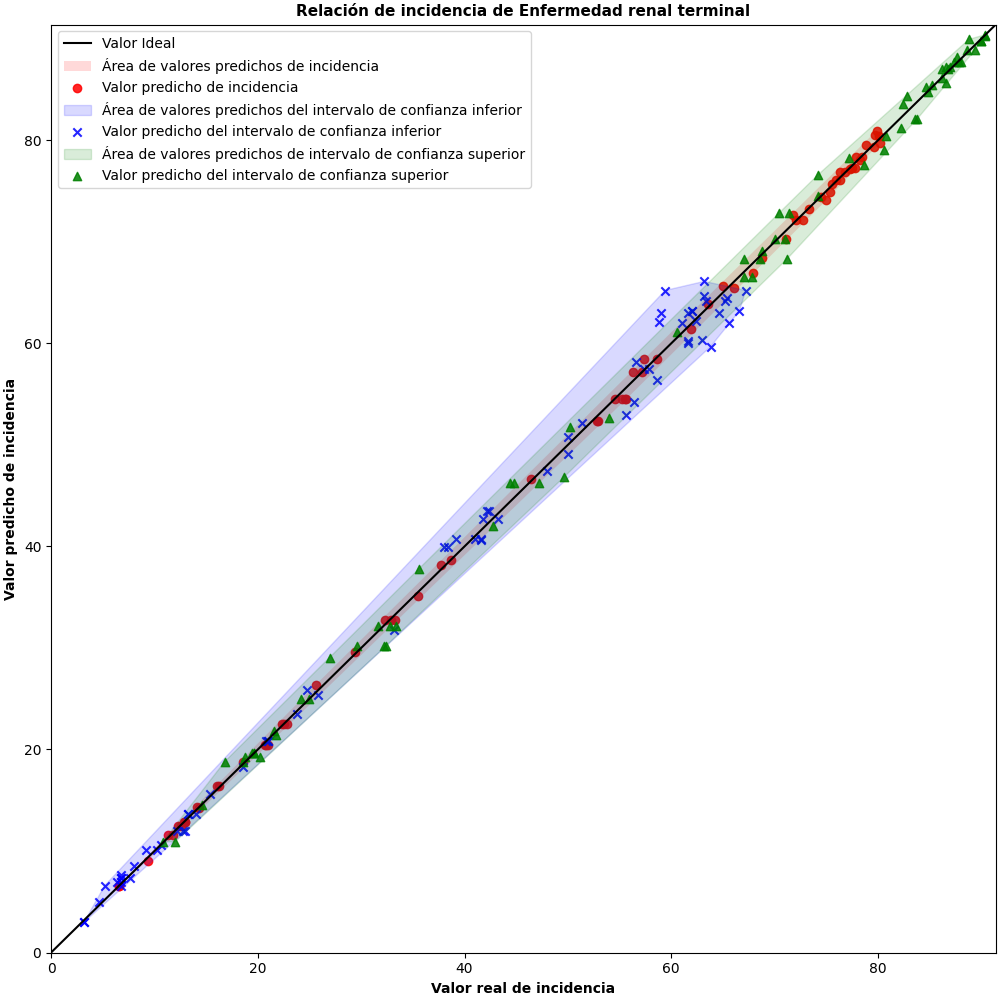 Relación de incidencia de Enfermedad renal terminal
Valor Ideal
Área de valores predichos de incidencia
Valor predicho de incidencia
Área de valores predichos del intervalo de confianza inferior
Valor predicho del intervalo de confianza inferior
Área de valores predichos de intervalo de confianza superior
Valor predicho del intervalo de confianza superior
Valor predicho de incidencia
80
60
40
20
0
0 20 40 60 80
Valor real de incidencia